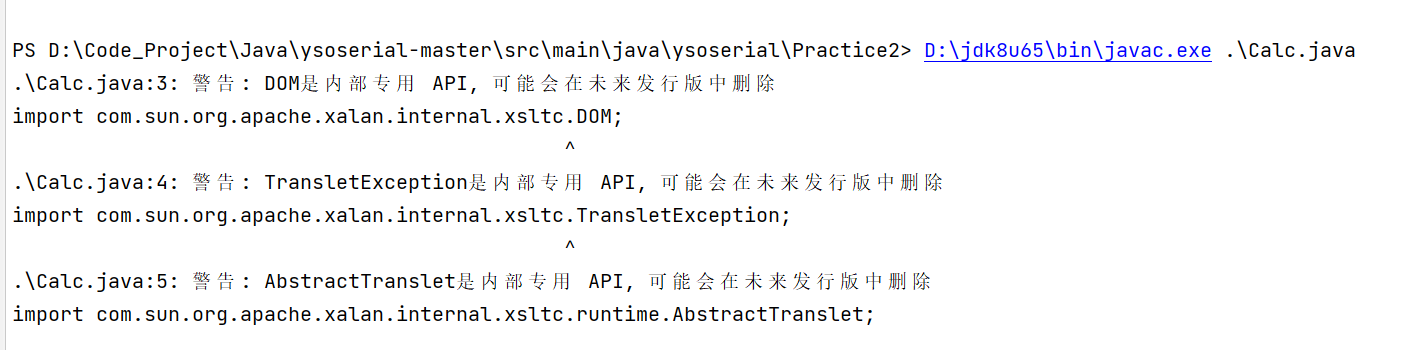 PS D:\Code_Project\Java\ysoserial-master\src\main\java\ysoserial\Practice2> D:\jdk8u65\bin\javac.exe .\Calc.java
.\Calc.java:3: 警告: DOM是内部专用 API, 可能会在未来发行版中删除
import com.sun.org.apache.xalan.internal.xsltc.DOM;
^
.\Calc.java:4: 警告: TransletException是内部专用 API, 可能会在未来发行版中删除
import com.sun.org.apache.xalan.internal.xsltc.TransletException;
^
.\Calc.java:5: 警告: AbstractTranslet是内部专用 API, 可能会在未来发行版中删除
import com.sun.org.apache.xalan.internal.xsltc.runtime.AbstractTranslet;